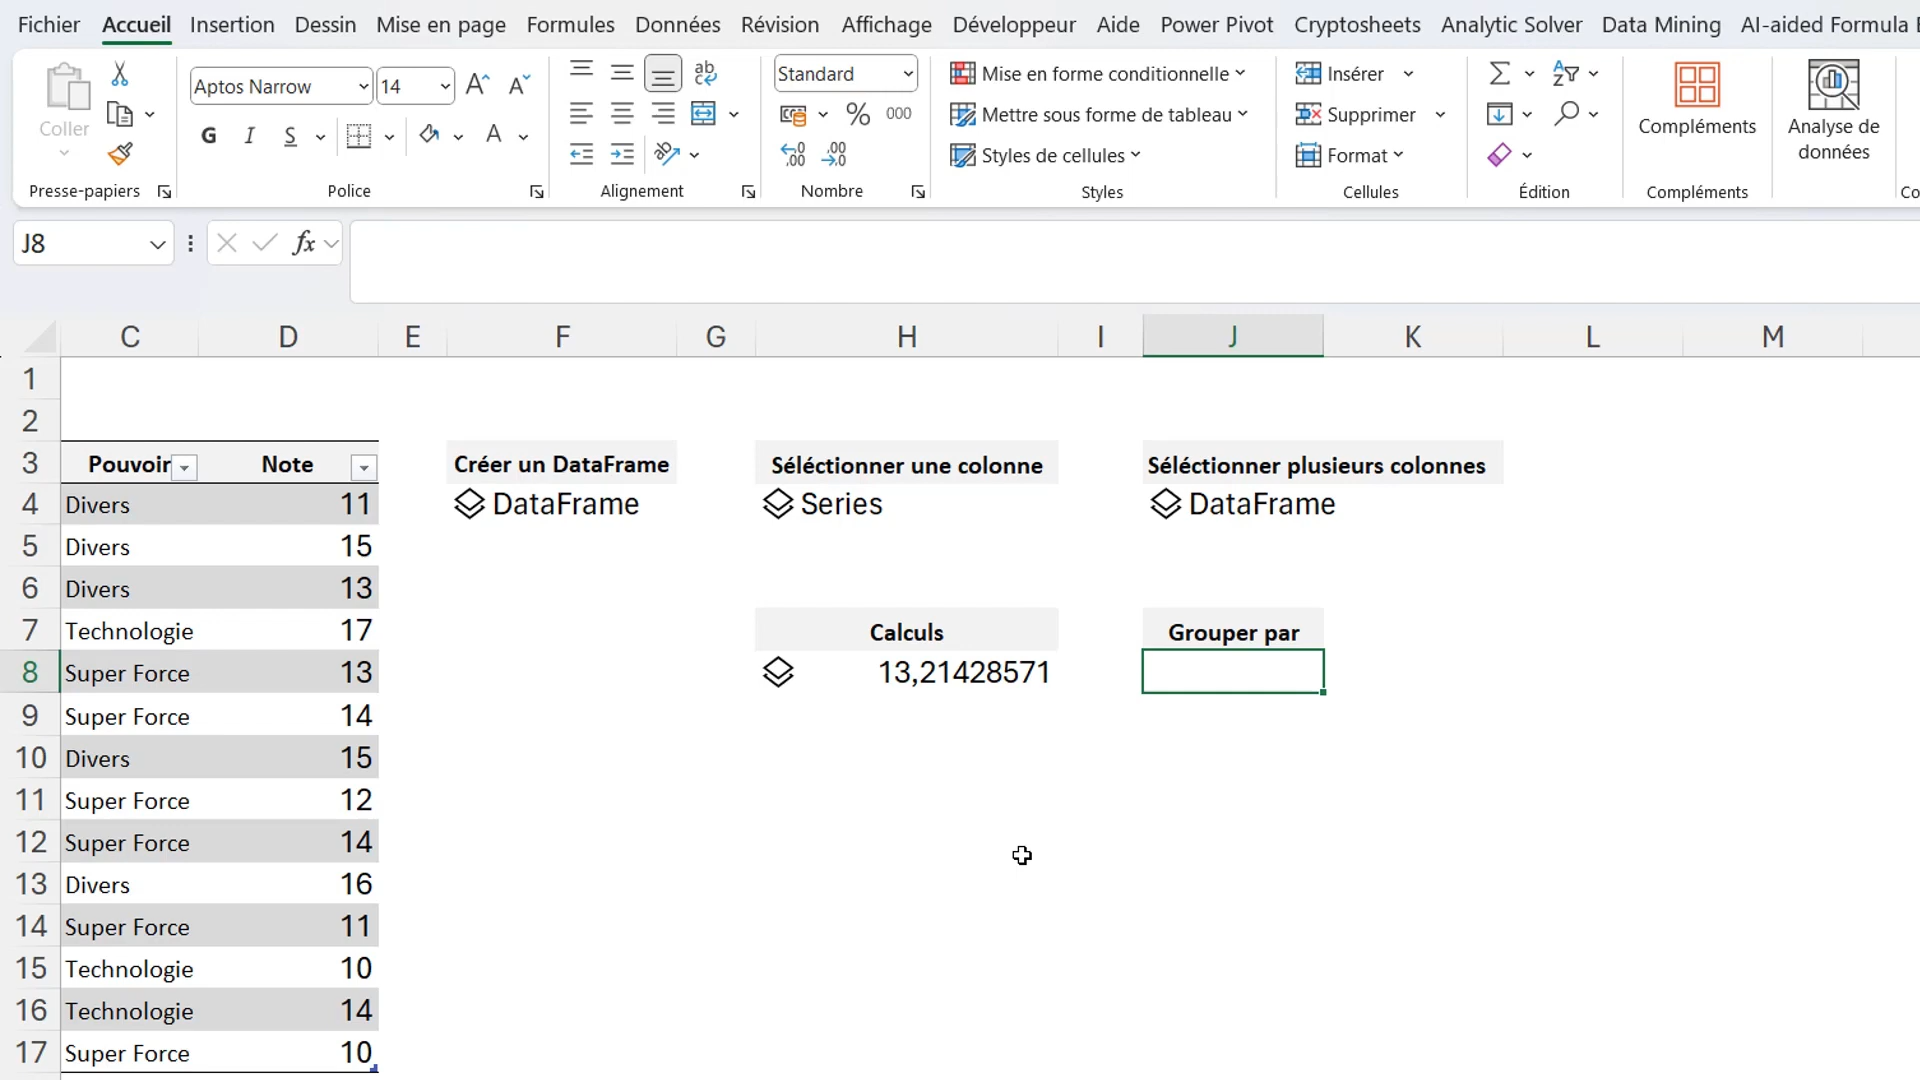 Fichier Accueil Insertion Dessin Mise en page Formules Données Révision Affichage Développeur Aide Power Pivot Cryptosheets Analytic Solver Data Mining AI-aided Formula
Coller
Presse-papiers
Aptos Narrow 14 A A
G I S A
Police
ab
Alignement
Standard
% 000
,00 ,00
Nombre
Mise en forme conditionnelle
Mettre sous forme de tableau
Styles de cellules
Styles
Insérer
Supprimer
Format
Cellules
Édition
Compléments
Compléments
Analyse de
données
Co
J8 fx
C D E F G H I J K L M
1
2
3 Pouvoir Note Créer un DataFrame Séléctionner une colonne Séléctionner plusieurs colonnes
4 Divers 11 DataFrame Series DataFrame
5 Divers 15
6 Divers 13
7 Technologie 17 Calculs Grouper par
8 Super Force 13 13,21428571
9 Super Force 14
10 Divers 15
11 Super Force 12
12 Super Force 14
13 Divers 16
14 Super Force 11
15 Technologie 10
16 Technologie 14
17 Super Force 10